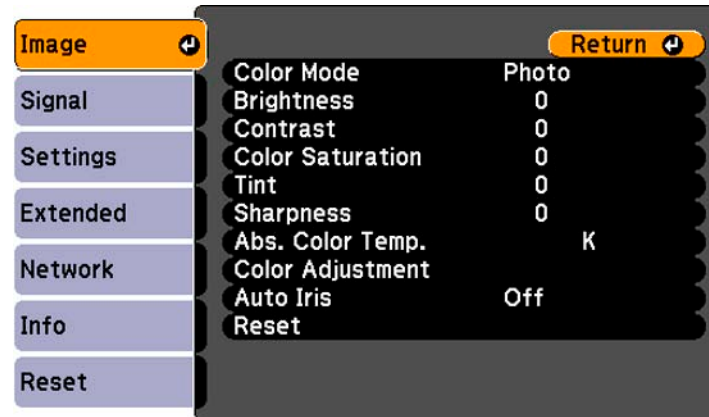 Image
Signal
Settings
Extended
Network
Info
Reset
Return
Color Mode Photo
Brightness 0
Contrast 0
Color Saturation 0
Tint 0
Sharpness 0
Abs. Color Temp. K
Color Adjustment
Auto Iris Off
Reset